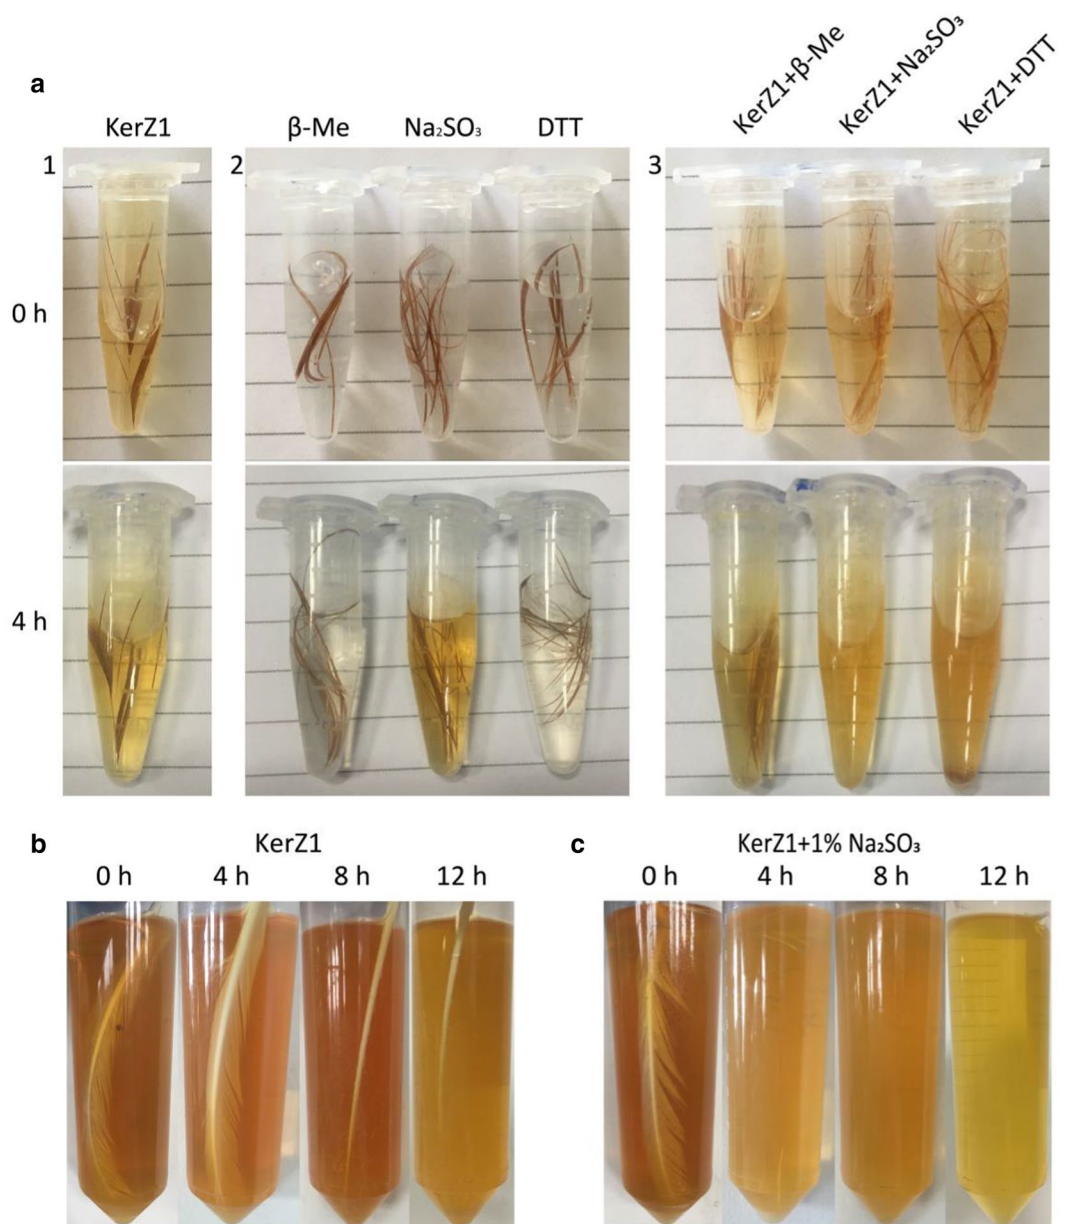 a
KerZ1
β-Me
Na₂SO₃
DTT
KerZ1+β-Me
KerZ1+Na₂SO₃
KerZ1+DTT
1
2
3
0 h
4 h
b
KerZ1
0 h
4 h
8 h
12 h
c
KerZ1+1% Na₂SO₃
0 h
4 h
8 h
12 h